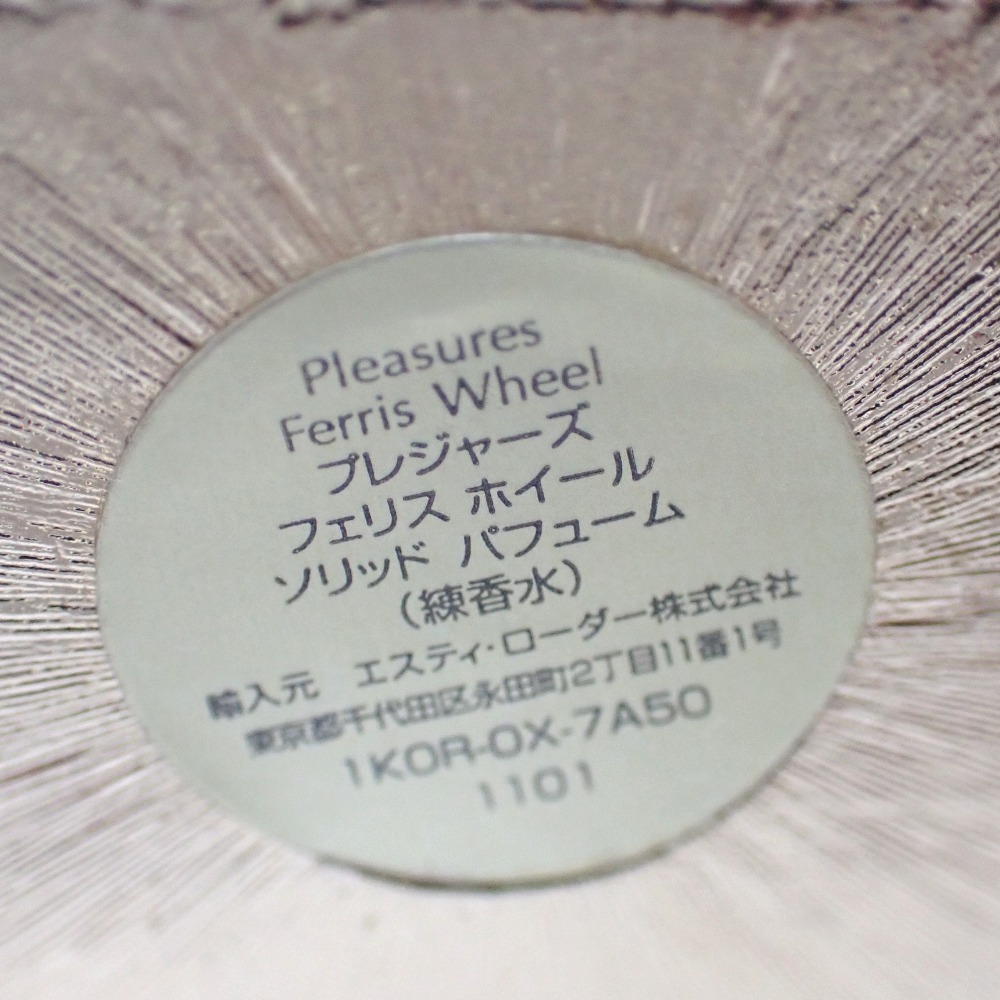 Pleasures
Ferris Wheel
プレジャーズ
フェリス ホイール
ソリッド パフューム
(練香水)
輸入元 エスティ・ローダー株式会社
東京都千代田区永田町2丁目11番1号
1K0R-0X-7A50
1101